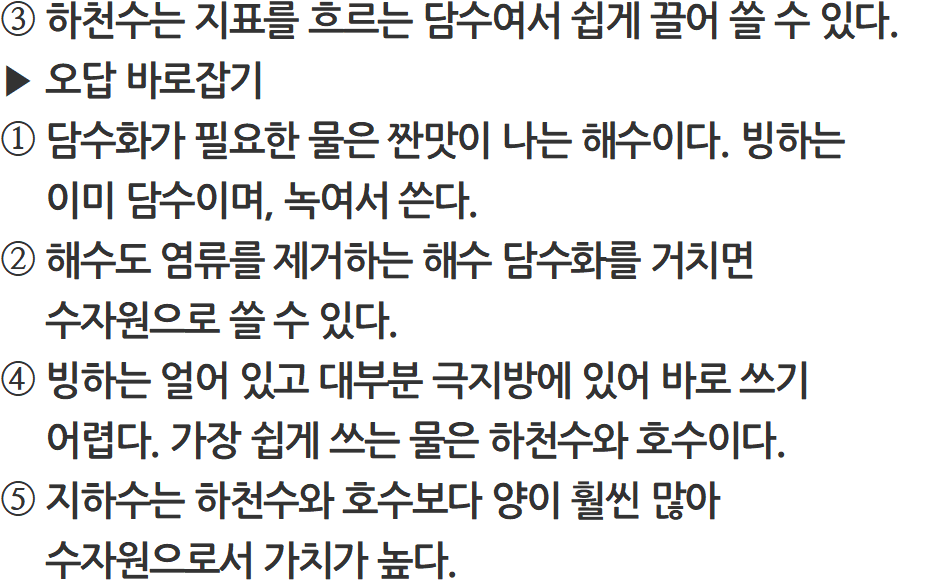 ③ 하천수는 지표를 흐르는 담수여서 쉽게 끌어 쓸 수 있다.
▶ 오답 바로잡기
① 담수화가 필요한 물은 짠맛이 나는 해수이다. 빙하는
이미 담수이며, 녹여서 쓴다.
② 해수도 염류를 제거하는 해수 담수화를 거치면
수자원으로 쓸 수 있다.
④ 빙하는 얼어 있고 대부분 극지방에 있어 바로 쓰기
어렵다. 가장 쉽게 쓰는 물은 하천수와 호수이다.
⑤ 지하수는 하천수와 호수보다 양이 훨씬 많아
수자원으로서 가치가 높다.